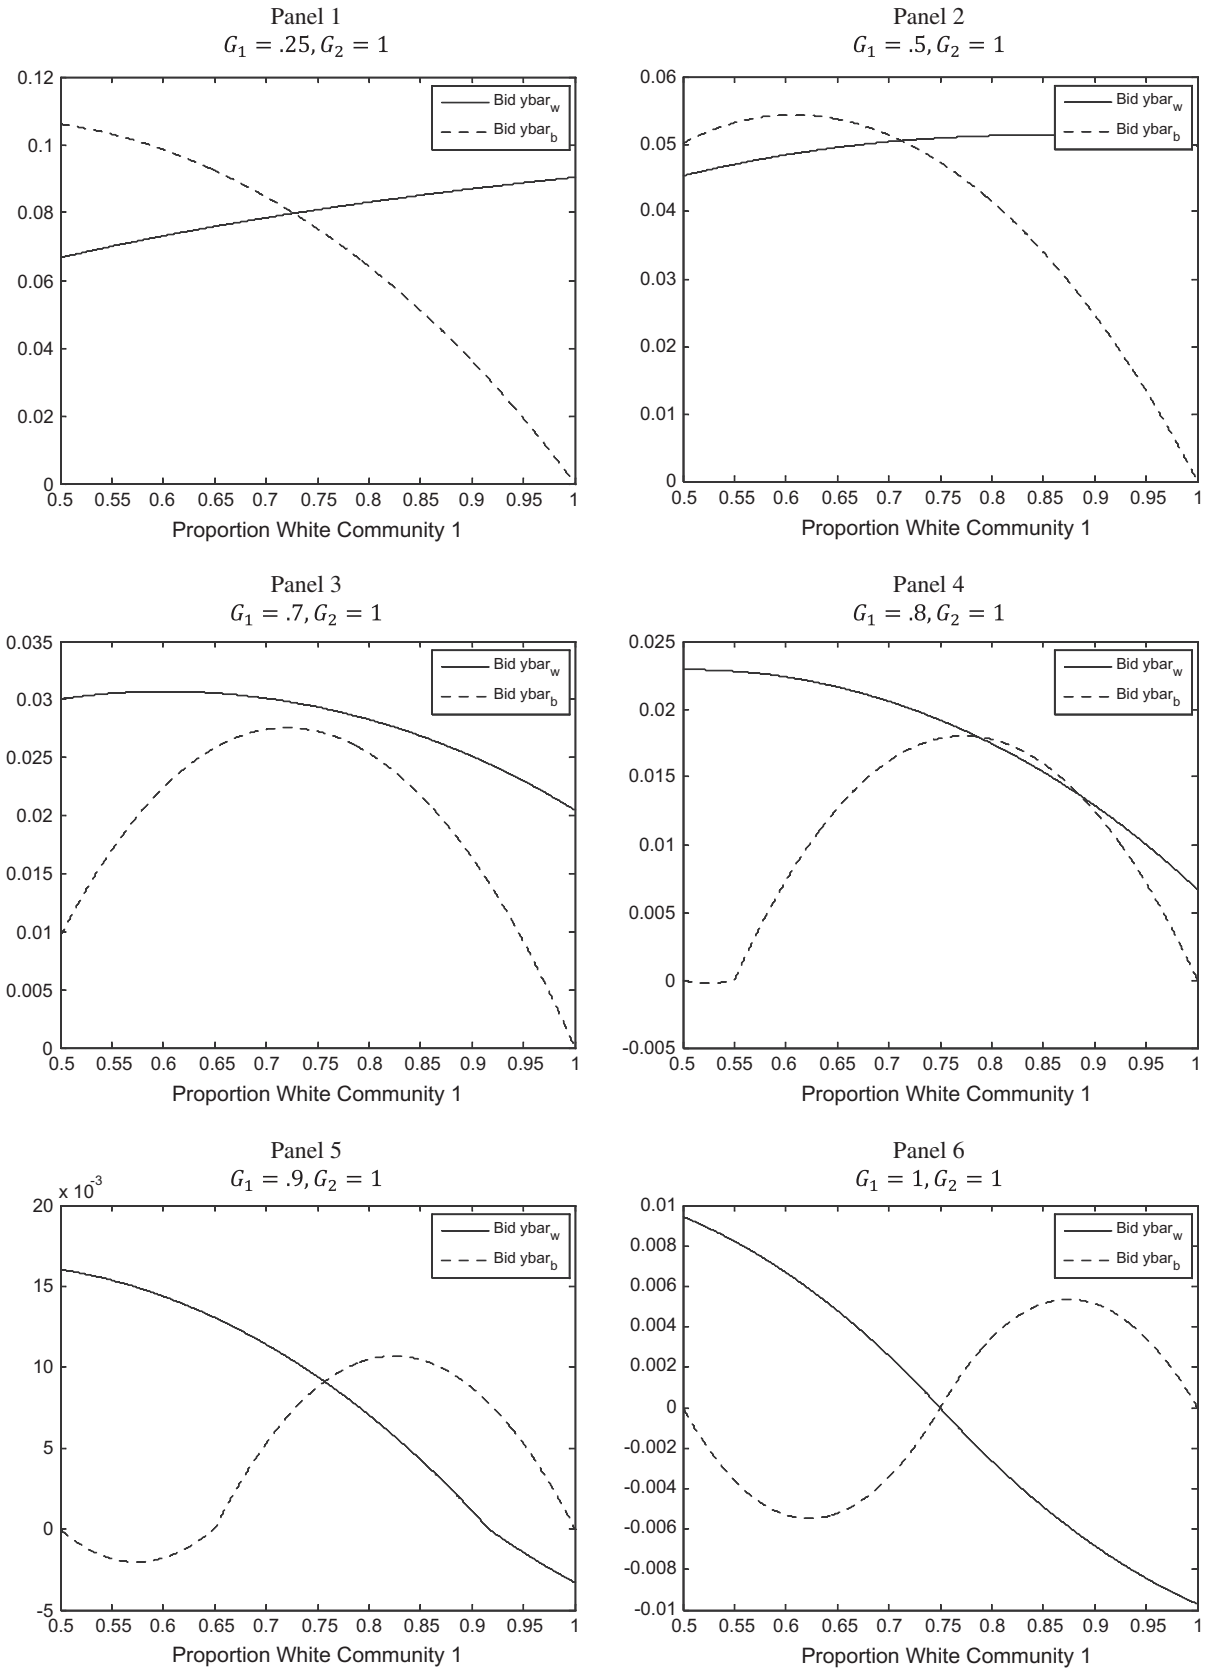 Panel 1
G₁ = .25, G₂ = 1
0.12
0.1
0.08
0.06
0.04
0.02
0
Bid ybar_w
Bid ybar_b
0.5 0.55 0.6 0.65 0.7 0.75 0.8 0.85 0.9 0.95 1
Proportion White Community 1
Panel 2
G₁ = .5, G₂ = 1
0.06
0.05
0.04
0.03
0.02
0.01
0
Bid ybar_w
Bid ybar_b
0.5 0.55 0.6 0.65 0.7 0.75 0.8 0.85 0.9 0.95 1
Proportion White Community 1
Panel 3
G₁ = .7, G₂ = 1
0.035
0.03
0.025
0.02
0.015
0.01
0.005
0
Bid ybar_w
Bid ybar_b
0.5 0.55 0.6 0.65 0.7 0.75 0.8 0.85 0.9 0.95 1
Proportion White Community 1
Panel 4
G₁ = .8, G₂ = 1
0.025
0.02
0.015
0.01
0.005
0
-0.005
Bid ybar_w
Bid ybar_b
0.5 0.55 0.6 0.65 0.7 0.75 0.8 0.85 0.9 0.95 1
Proportion White Community 1
Panel 5
G₁ = .9, G₂ = 1
x 10⁻³
20
15
10
5
0
-5
Bid ybar_w
Bid ybar_b
0.5 0.55 0.6 0.65 0.7 0.75 0.8 0.85 0.9 0.95 1
Proportion White Community 1
Panel 6
G₁ = 1, G₂ = 1
0.01
0.008
0.006
0.004
0.002
0
-0.002
-0.004
-0.006
-0.008
-0.01
Bid ybar_w
Bid ybar_b
0.5 0.55 0.6 0.65 0.7 0.75 0.8 0.85 0.9 0.95 1
Proportion White Community 1